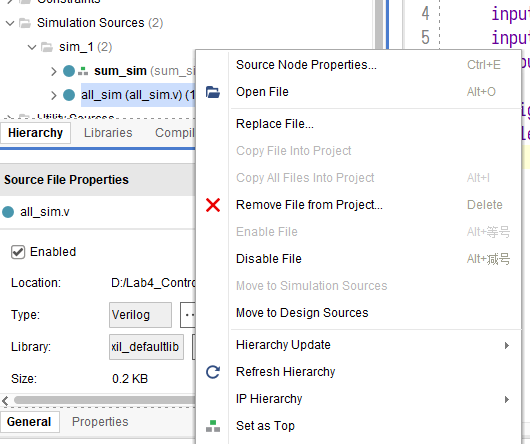 Constraints
Simulation Sources (2)
sim_1 (2)
sum_sim (sum_si
all_sim (all_sim.v) (1
Utility Sources
Hierarchy
Libraries
Compil
Source File Properties
all_sim.v
Enabled
Location:
D:/Lab4_Contro
Type:
Verilog
Library:
xil_defaultlib
Size:
0.2 KB
General
Properties
Source Node Properties...
Ctrl+E
Open File
Alt+O
Replace File...
Copy File Into Project
Copy All Files Into Project
Alt+I
Remove File from Project...
Delete
Enable File
Alt+等号
Disable File
Alt+减号
Move to Simulation Sources
Move to Design Sources
Hierarchy Update
Refresh Hierarchy
IP Hierarchy
Set as Top
4
input
5
input